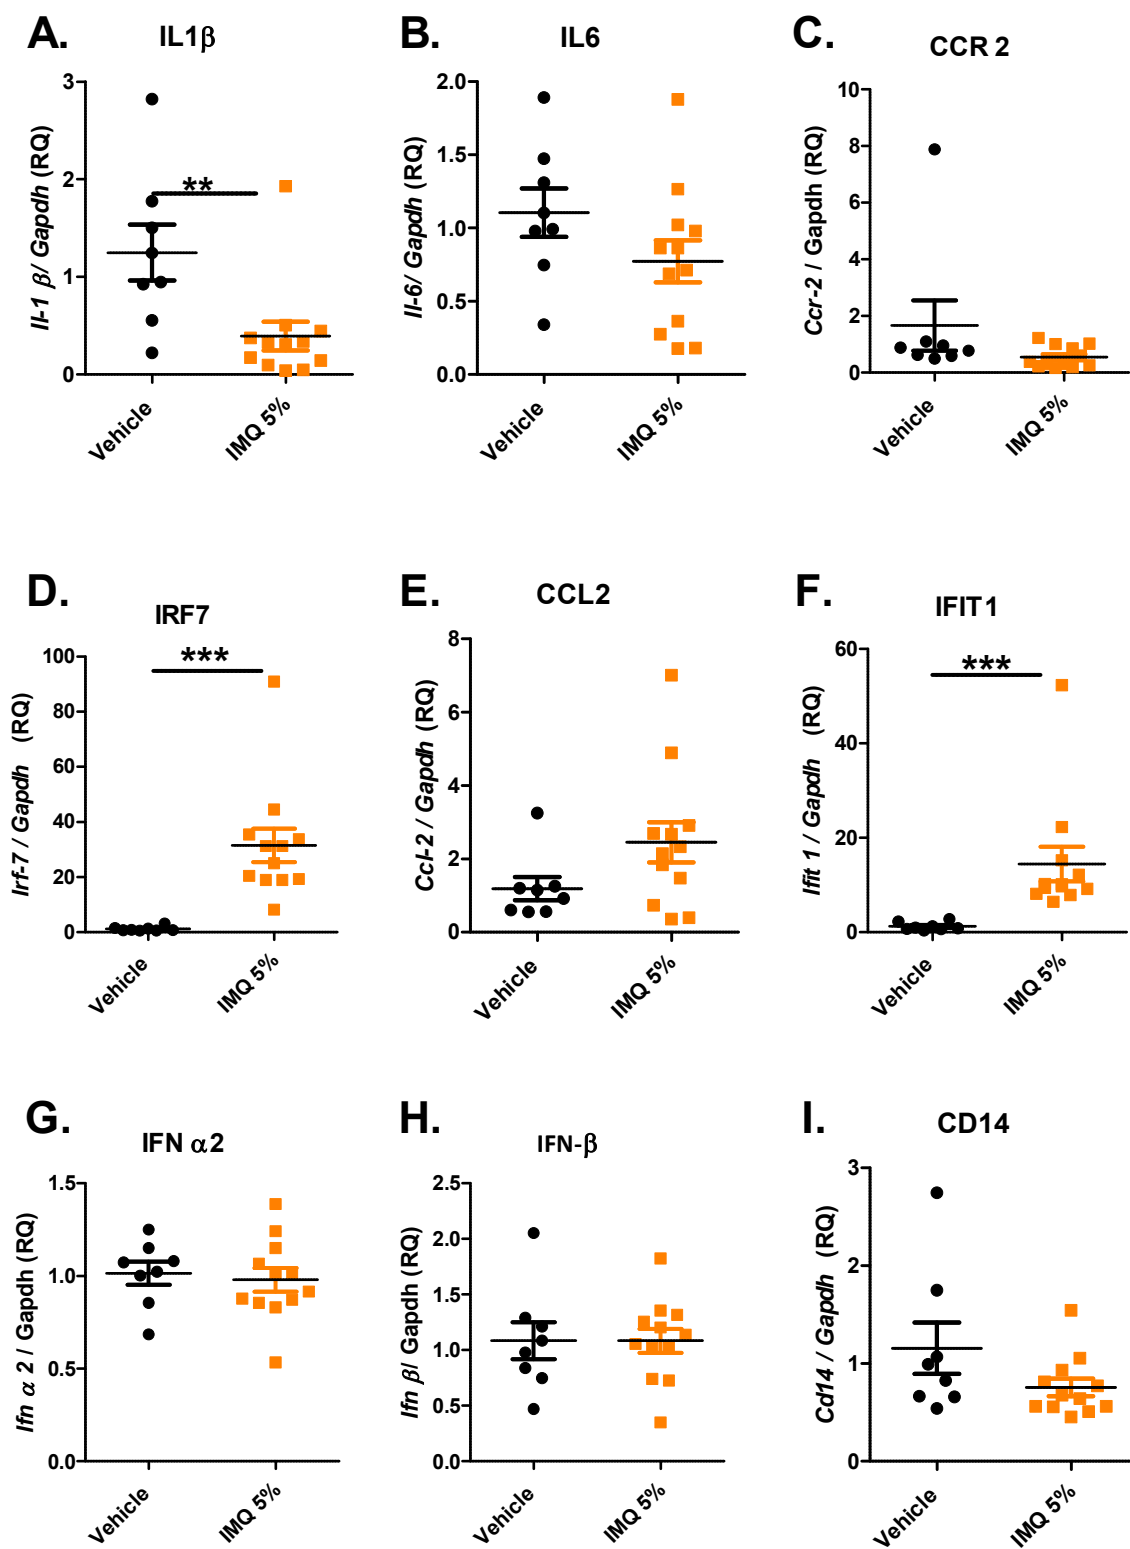 A.
IL1β
Il-1 β/ Gapdh (RQ)
3
2
1
0
**
Vehicle
IMQ 5%
B.
IL6
Il-6/ Gapdh (RQ)
2.0
1.5
1.0
0.5
0.0
Vehicle
IMQ 5%
C.
CCR 2
Ccr-2 / Gapdh (RQ)
10
8
6
4
2
0
Vehicle
IMQ 5%
D.
IRF7
Irf-7 / Gapdh (RQ)
100
80
60
40
20
0
***
Vehicle
IMQ 5%
E.
CCL2
Ccl-2 / Gapdh (RQ)
8
6
4
2
0
Vehicle
IMQ 5%
F.
IFIT1
Ifit 1 / Gapdh (RQ)
60
40
20
0
***
Vehicle
IMQ 5%
G.
IFN α2
Ifn α 2 / Gapdh (RQ)
1.5
1.0
0.5
0.0
Vehicle
IMQ 5%
H.
IFN-β
Ifn β/ Gapdh (RQ)
2.5
2.0
1.5
1.0
0.5
0.0
Vehicle
IMQ 5%
I.
CD14
Cd14 / Gapdh (RQ)
3
2
1
0
Vehicle
IMQ 5%